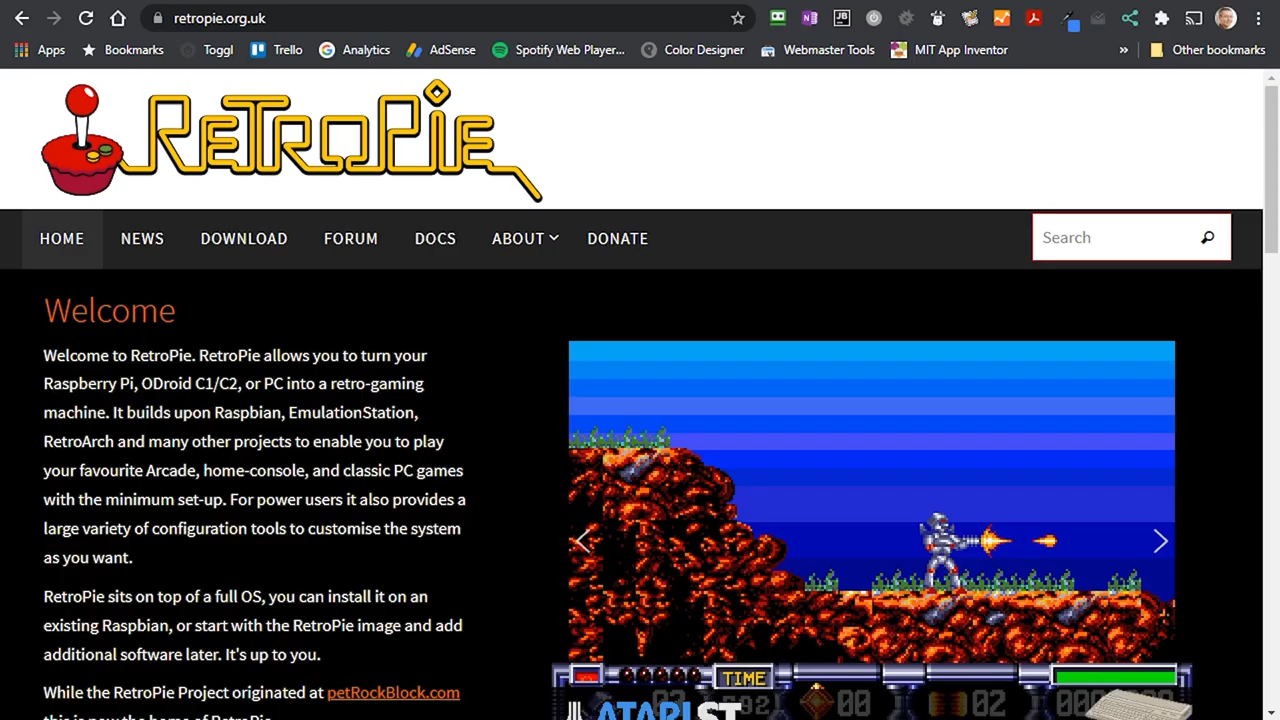 retropie.org.uk
Apps Bookmarks Toggl Trello Analytics AdSense Spotify Web Player... Color Designer Webmaster Tools MIT App Inventor » Other bookmarks
RETROPIE
HOME NEWS DOWNLOAD FORUM DOCS ABOUT DONATE Search
Welcome
Welcome to RetroPie. RetroPie allows you to turn your
Raspberry Pi, ODroid C1/C2, or PC into a retro-gaming
machine. It builds upon Raspbian, EmulationStation,
RetroArch and many other projects to enable you to play
your favourite Arcade, home-console, and classic PC games
with the minimum set-up. For power users it also provides a
large variety of configuration tools to customise the system
as you want.
RetroPie sits on top of a full OS, you can install it on an
existing Raspbian, or start with the RetroPie image and add
additional software later. It's up to you.
While the RetroPie Project originated at petRockBlock.com
this is now the home of RetroPie
TIME
00 02
ATARI ST